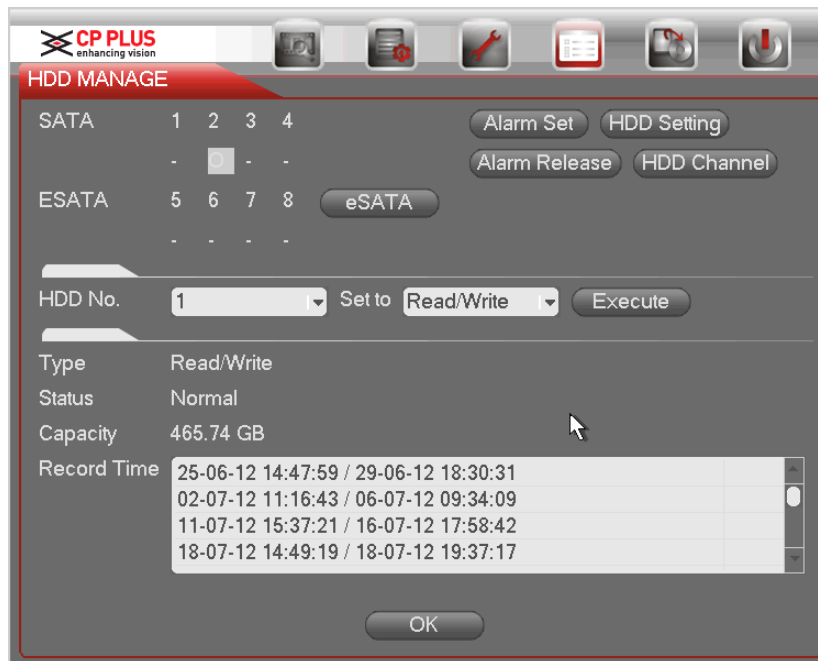 CP PLUS
enhancing vision
HDD MANAGE
SATA 1 2 3 4 Alarm Set HDD Setting
- O - - Alarm Release HDD Channel
ESATA 5 6 7 8 eSATA
- - - -
HDD No. 1 Set to Read/Write Execute
Type Read/Write
Status Normal
Capacity 465.74 GB
Record Time 25-06-12 14:47:59 / 29-06-12 18:30:31
02-07-12 11:16:43 / 06-07-12 09:34:09
11-07-12 15:37:21 / 16-07-12 17:58:42
18-07-12 14:49:19 / 18-07-12 19:37:17
OK